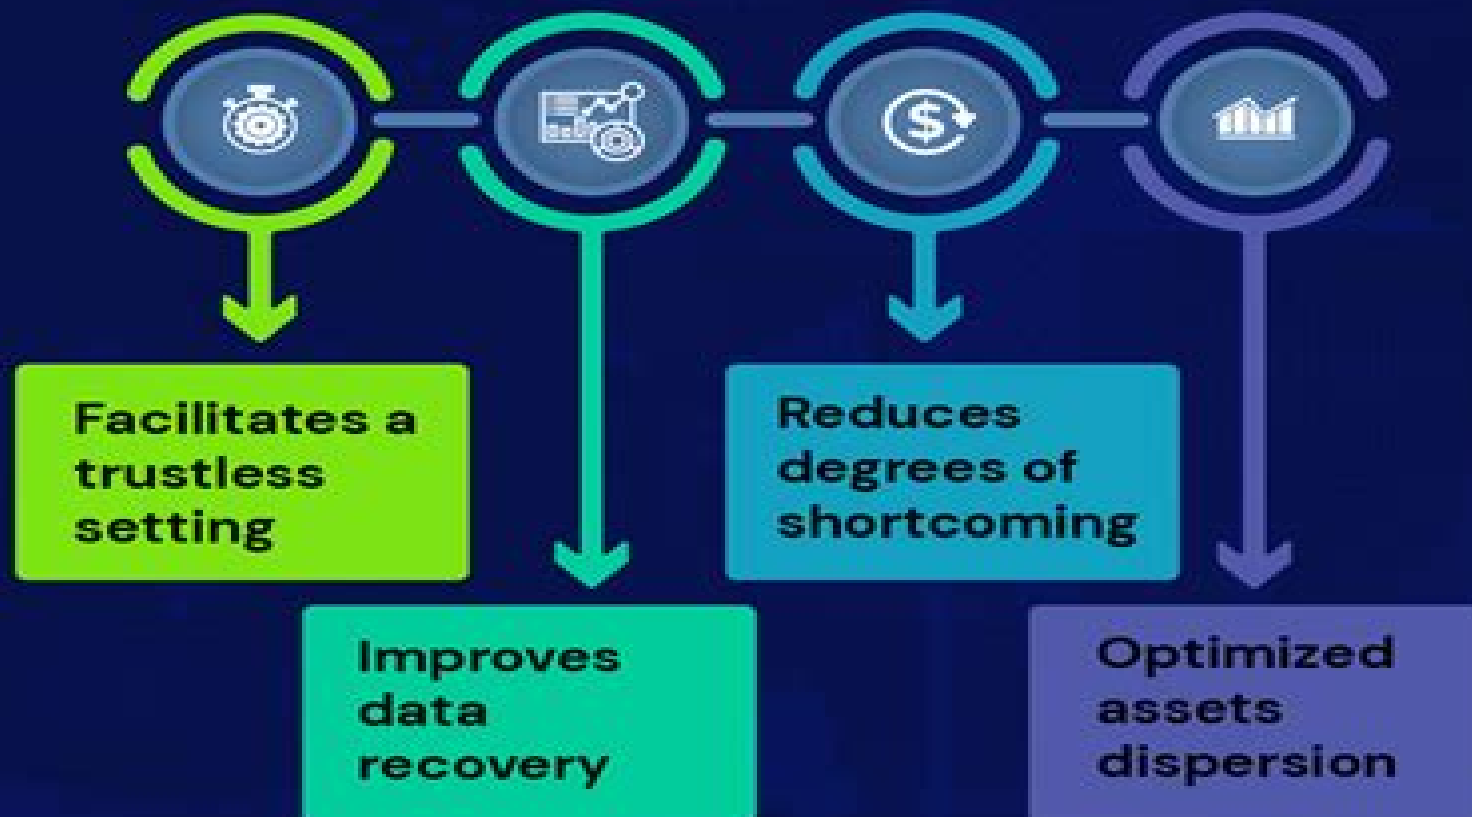 Facilitates a
trustless
setting
Improves
data
recovery
Reduces
degrees of
shortcoming
Optimized
assets
dispersion